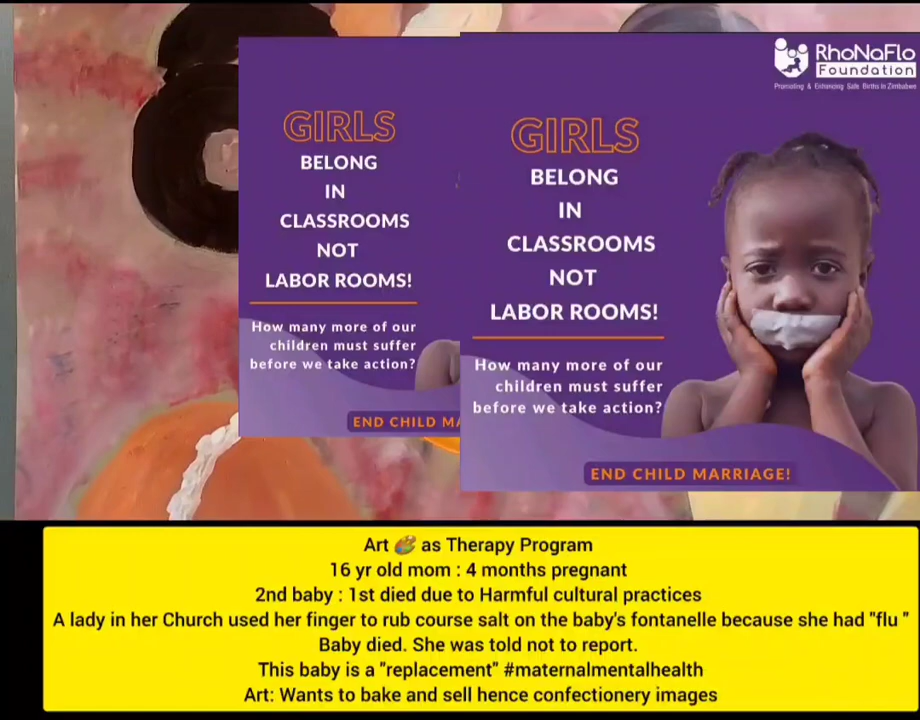 GIRLS
BELONG
IN
CLASSROOMS
NOT
LABOR ROOMS!
How many more of our
children must suffer
before we take action?
END CHILD MA
RhoNaFlo
Foundation
Promoting & Enhancing Safe Births in Zimbabwe
GIRLS
BELONG
IN
CLASSROOMS
NOT
LABOR ROOMS!
How many more of our
children must suffer
before we take action?
END CHILD MARRIAGE!
Art 🎨 as Therapy Program
16 yr old mom : 4 months pregnant
2nd baby : 1st died due to Harmful cultural practices
A lady in her Church used her finger to rub course salt on the baby's fontanelle because she had "flu "
Baby died. She was told not to report.
This baby is a "replacement" #maternalmentalhealth
Art: Wants to bake and sell hence confectionery images